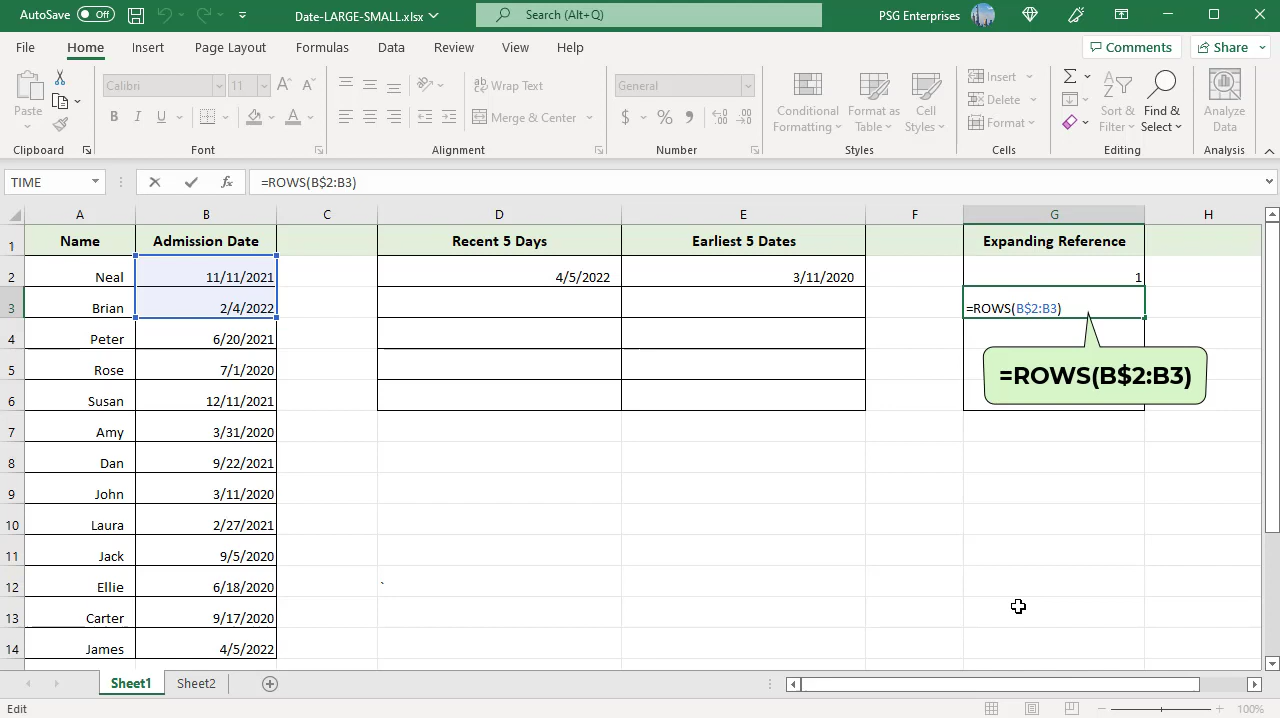 AutoSave Off Date-LARGE-SMALL.xlsx Search (Alt+Q) PSG Enterprises
File Home Insert Page Layout Formulas Data Review View Help Comments Share
Paste Calibri 11 Wrap Text General Conditional Formatting Format as Table Cell Styles Insert Sort & Filter Find & Select Analyze Data
B I U Merge & Center $ % Delete
Format
Clipboard Font Alignment Number Styles Cells Editing Analysis
TIME =ROWS(B$2:B3)
A B C D E F G H
1 Name Admission Date Recent 5 Days Earliest 5 Dates Expanding Reference
2 Neal 11/11/2021 4/5/2022 3/11/2020 1
3 Brian 2/4/2022 =ROWS(B$2:B3)
4 Peter 6/20/2021
5 Rose 7/1/2020 =ROWS(B$2:B3)
6 Susan 12/11/2021
7 Amy 3/31/2020
8 Dan 9/22/2021
9 John 3/11/2020
10 Laura 2/27/2021
11 Jack 9/5/2020
12 Ellie 6/18/2020 `
13 Carter 9/17/2020
14 James 4/5/2022
Sheet1 Sheet2
Edit 100%